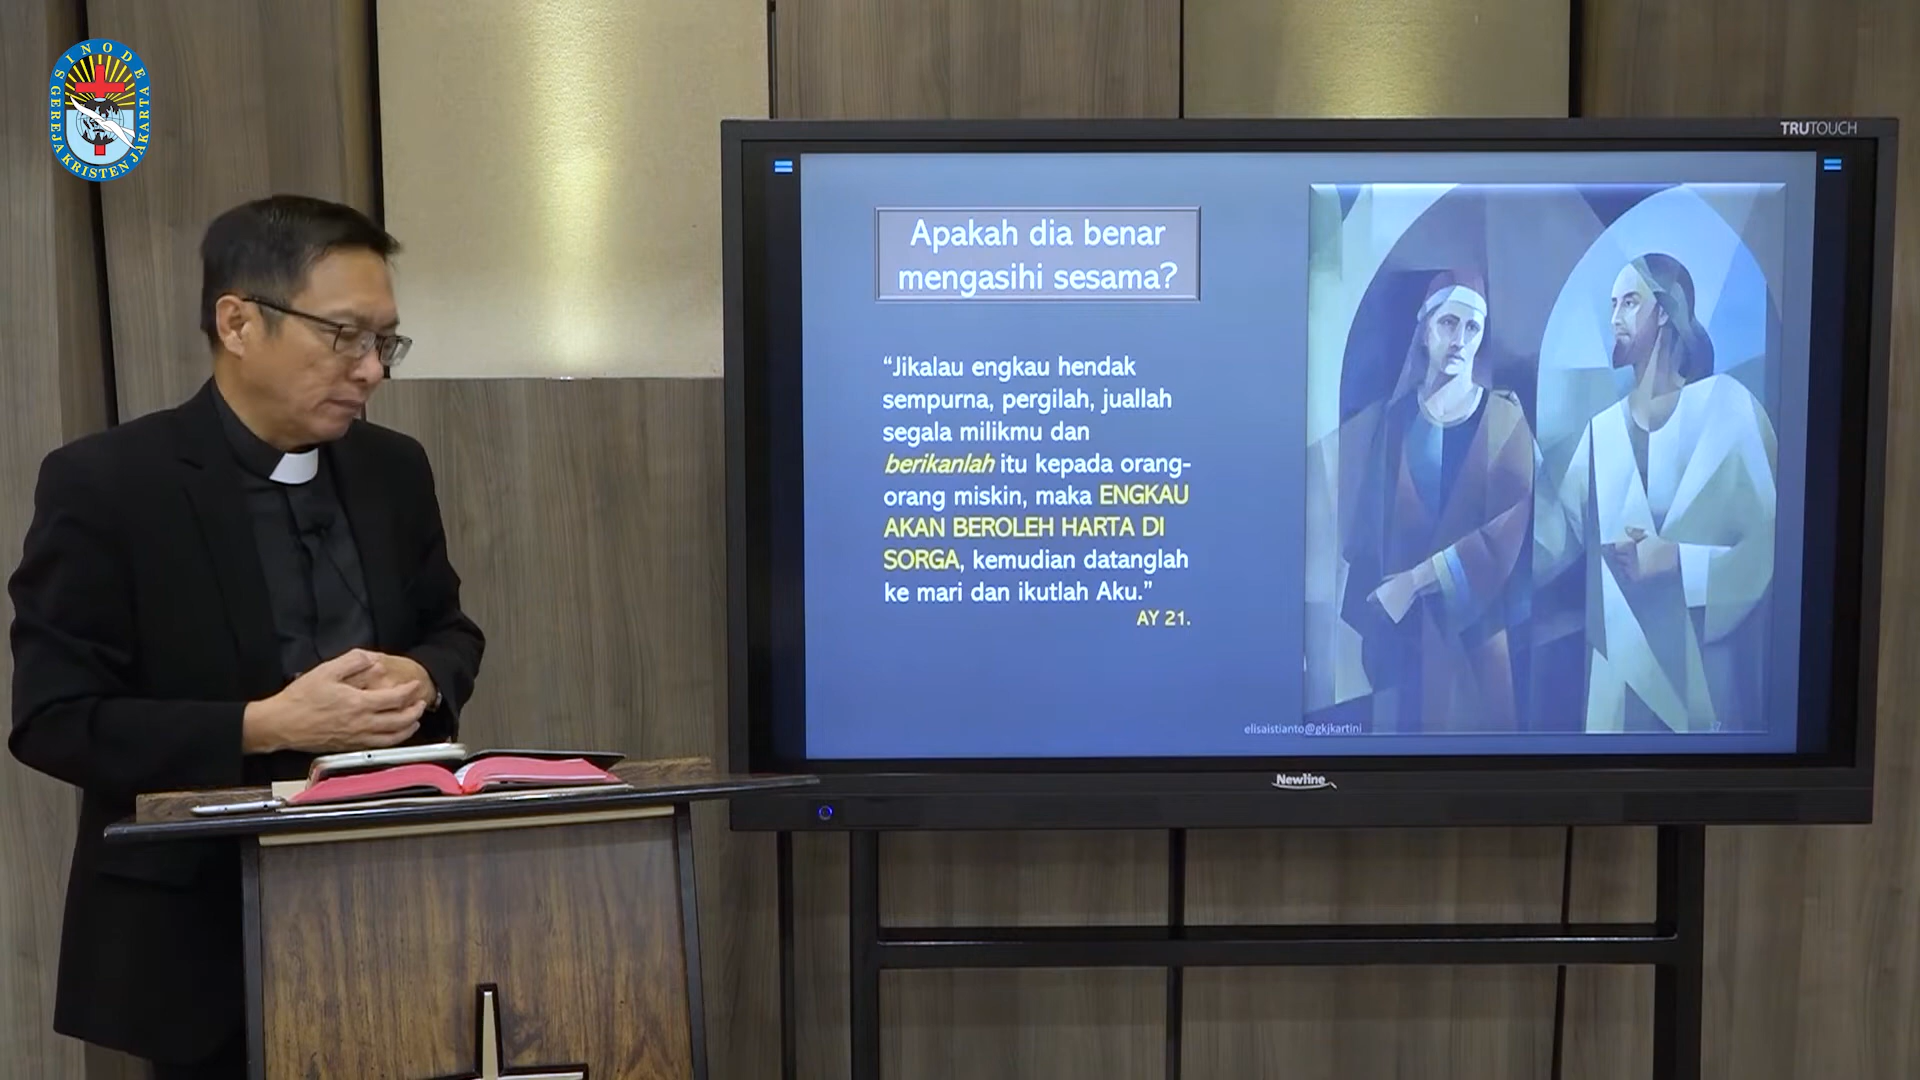 SINODE
GEREJA KRISTEN JAKARTA
TRUTOUCH
Apakah dia benar
mengasihi sesama?
“Jikalau engkau hendak
sempurna, pergilah, juallah
segala milikmu dan
berikanlah itu kepada orang-
orang miskin, maka ENGKAU
AKAN BEROLEH HARTA DI
SORGA, kemudian datanglah
ke mari dan ikutlah Aku.”
AY 21.
elisaistianto@gkjkartini
17
Newline